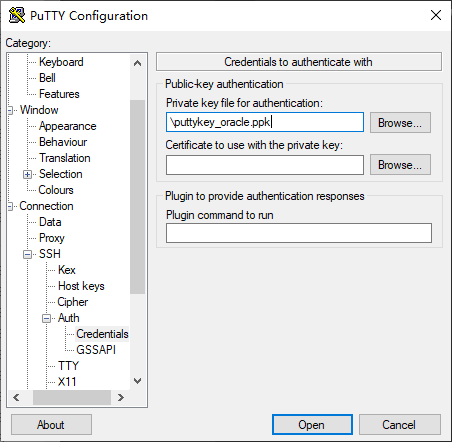 PuTTY Configuration
Category:
Keyboard
Bell
Features
Window
Appearance
Behaviour
Translation
Selection
Colours
Connection
Data
Proxy
SSH
Kex
Host keys
Cipher
Auth
Credentials
GSSAPI
TTY
X11
Credentials to authenticate with
Public-key authentication
Private key file for authentication:
\puttykey_oracle.ppk
Browse...
Certificate to use with the private key:
Browse...
Plugin to provide authentication responses
Plugin command to run
About
Open
Cancel